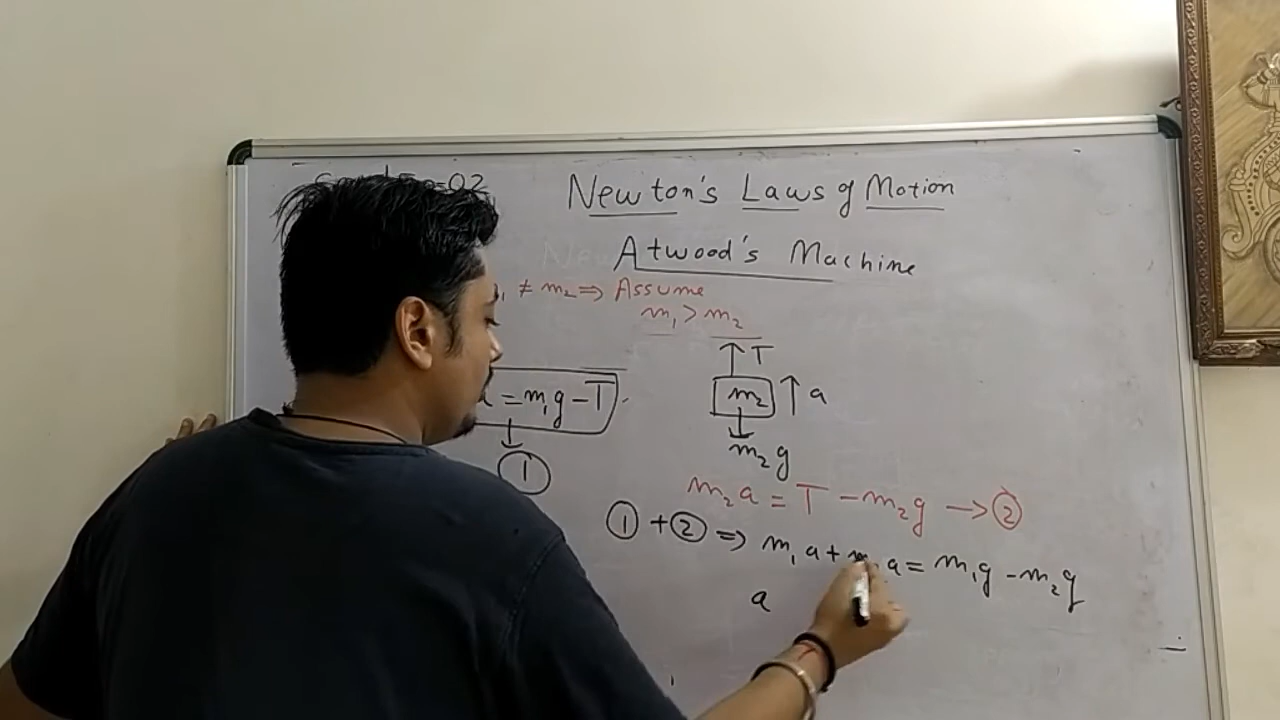 Newton's Laws of Motion
Atwood's Machine
≠ m₂ ⇒ Assume
m₁ > m₂
T
= m₁g - T
m₂ a
m₂g
①
m₂a = T - m₂g → ②
① + ② ⇒ m₁a + m₂a = m₁g - m₂g
a